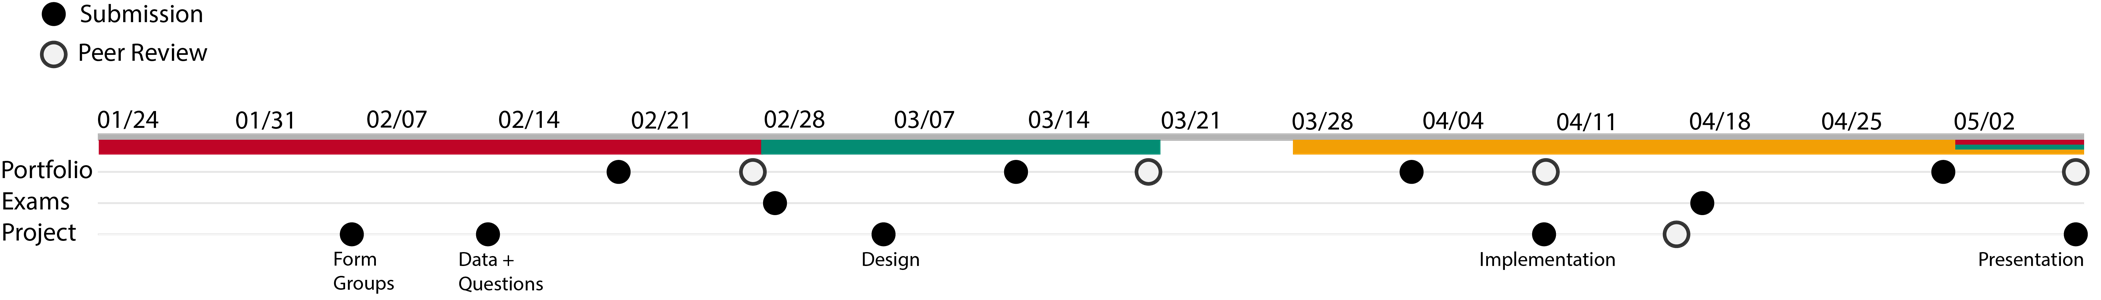 Submission
Peer Review
01/24 01/31 02/07 02/14 02/21 02/28 03/07 03/14 03/21 03/28 04/04 04/11 04/18 04/25 05/02
Portfolio
Exams
Project
Form Groups
Data + Questions
Design
Implementation
Presentation